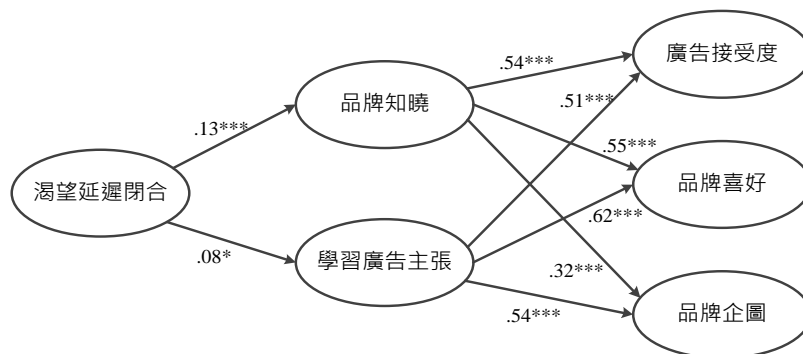 廣告接受度
.54***
品牌知曉
.51***
.13***
.55***
渴望延遲閉合
品牌喜好
.62***
.08*
學習廣告主張
.32***
.54***
品牌企圖